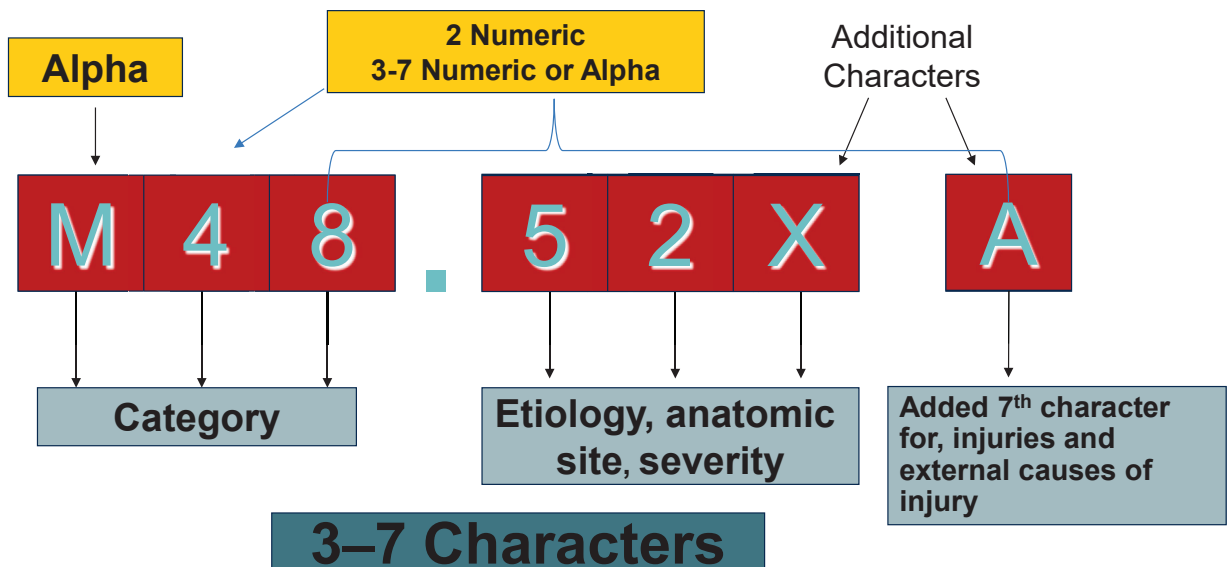 Alpha
2 Numeric
3-7 Numeric or Alpha
Additional
Characters
M 4 8 . 5 2 X A
Category
Etiology, anatomic
site, severity
Added 7th character
for, injuries and
external causes of
injury
3–7 Characters